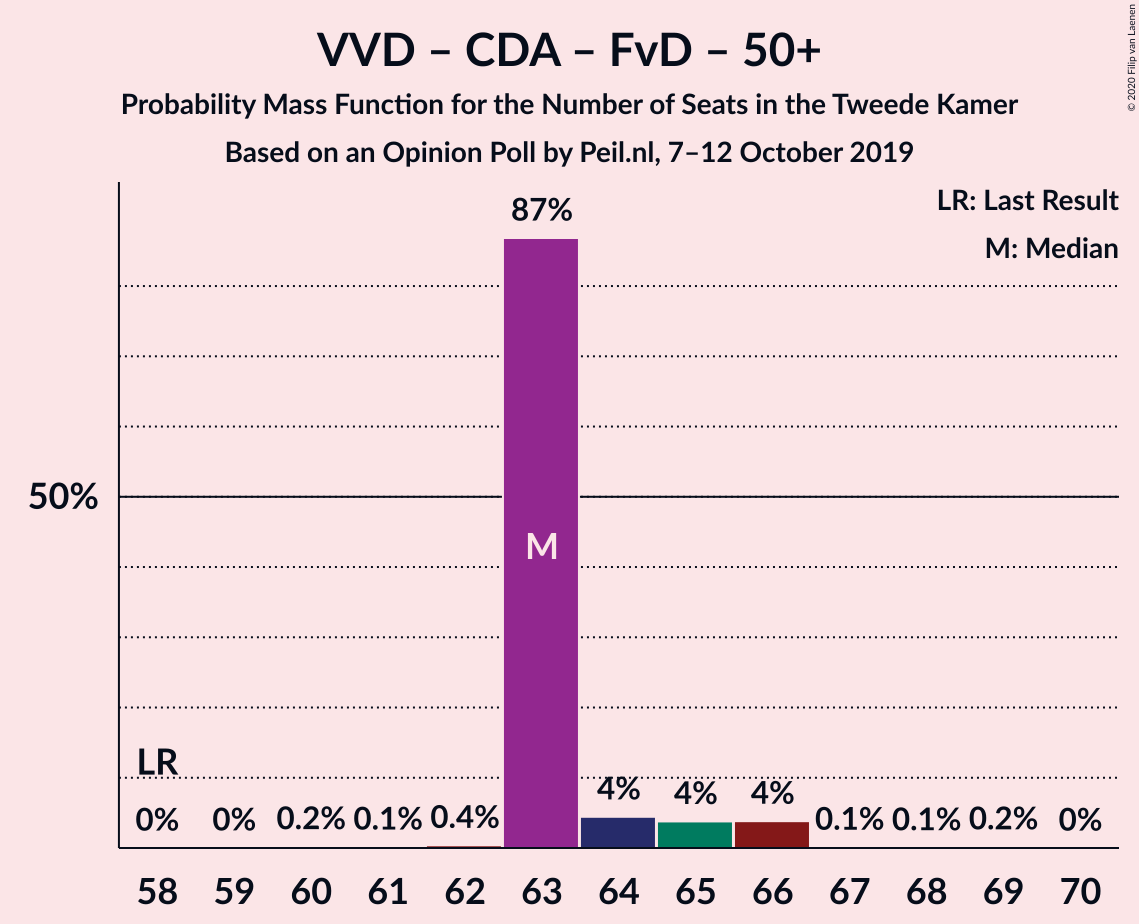 VVD – CDA – FvD – 50+
Probability Mass Function for the Number of Seats in the Tweede Kamer
Based on an Opinion Poll by Peil.nl, 7–12 October 2019
© 2020 Filip van Laenen
LR: Last Result
M: Median
87%
50%
M
LR
0% 0% 0.2% 0.1% 0.4% 4% 4% 4% 0.1% 0.1% 0.2% 0%
58 59 60 61 62 63 64 65 66 67 68 69 70